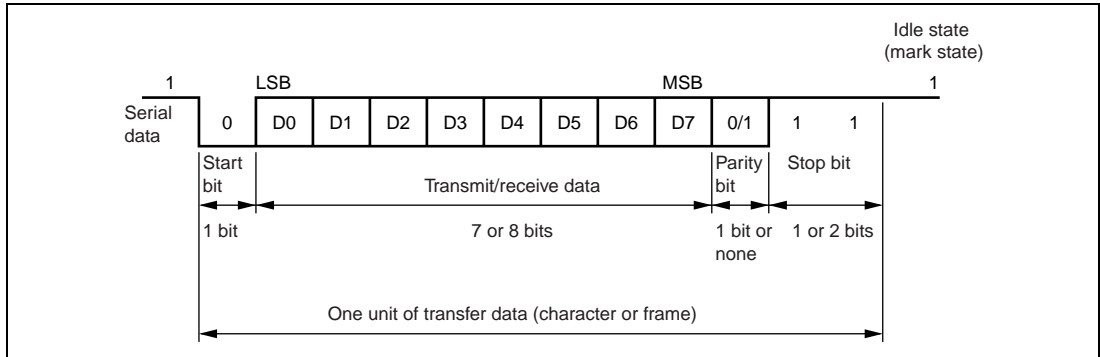 Idle state
(mark state)
1 LSB MSB 1
Serial
data
0 D0 D1 D2 D3 D4 D5 D6 D7 0/1 1 1
Start
bit
Transmit/receive data
Parity
bit
Stop bit
1 bit
7 or 8 bits
1 bit or
none
1 or 2 bits
One unit of transfer data (character or frame)